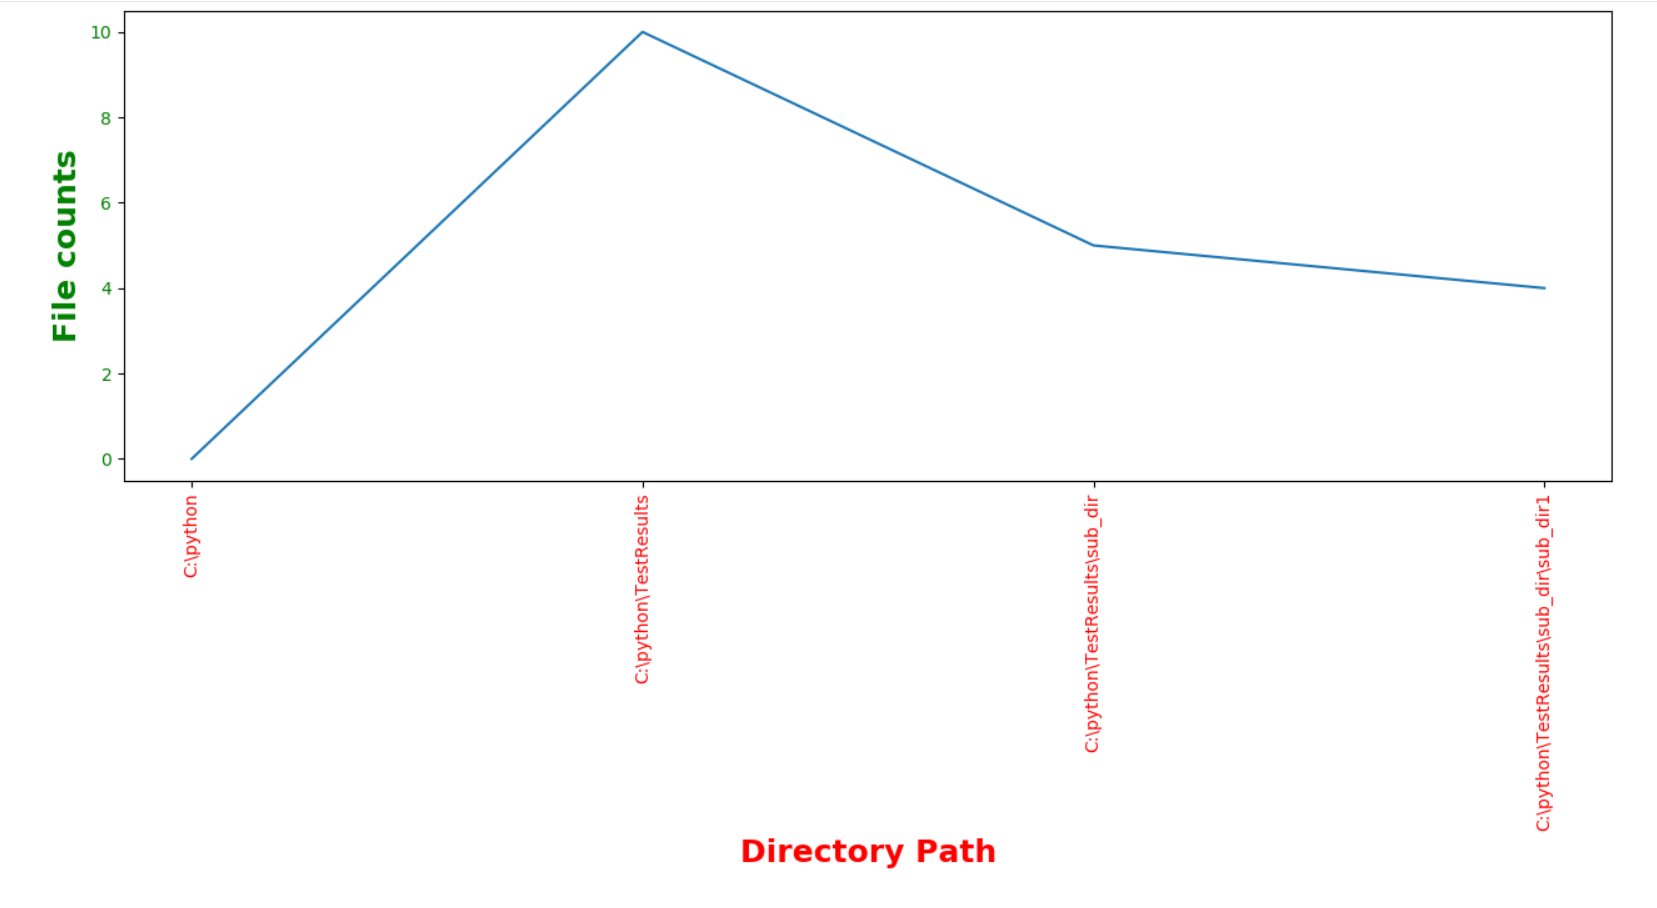 File counts
10
8
6
4
2
0
C:\python
C:\python\TestResults
C:\python\TestResults\sub_dir
C:\python\TestResults\sub_dir\sub_dir1
Directory Path